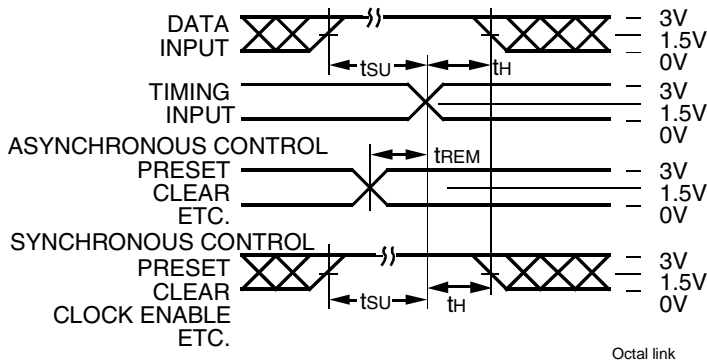 DATA
INPUT
3V
1.5V
0V
tSU
tH
TIMING
INPUT
3V
1.5V
0V
ASYNCHRONOUS CONTROL
PRESET
CLEAR
ETC.
tREM
3V
1.5V
0V
SYNCHRONOUS CONTROL
PRESET
CLEAR
CLOCK ENABLE
ETC.
tSU
tH
3V
1.5V
0V
Octal link